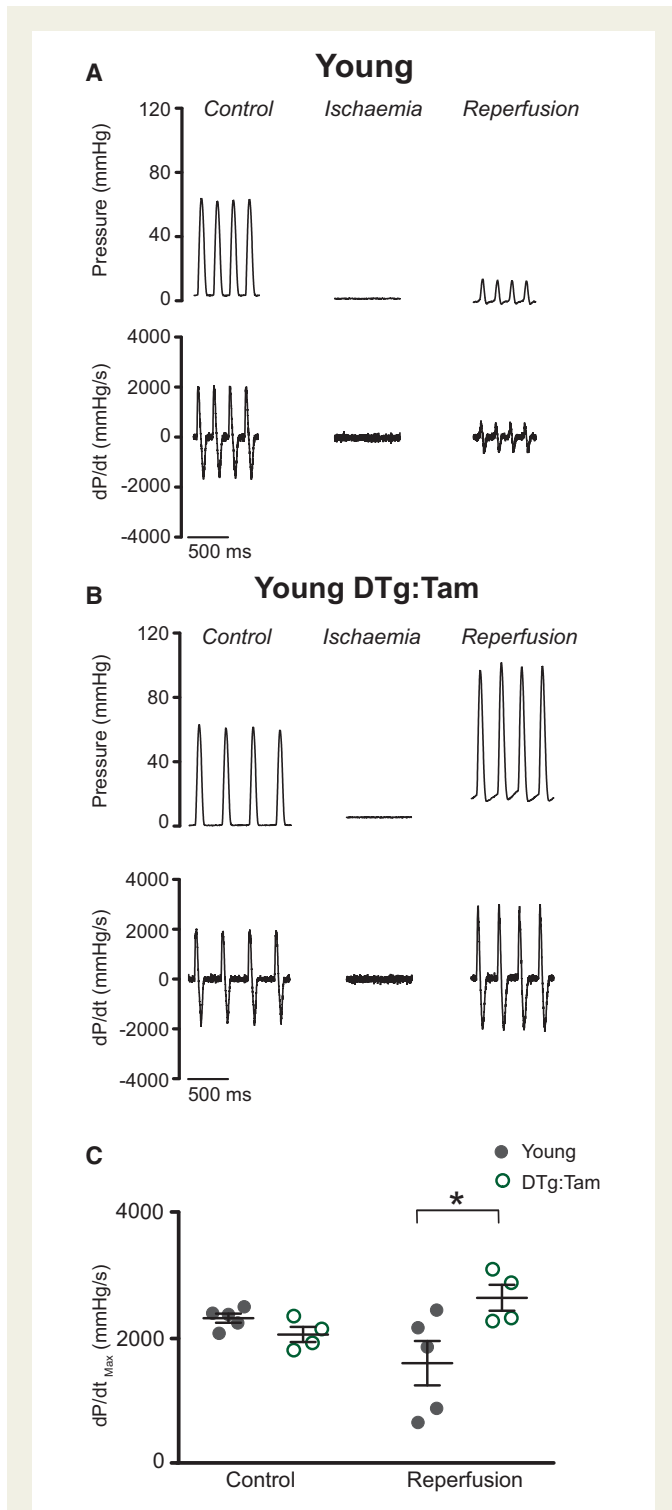 A
Young
Control Ischaemia Reperfusion
120
80
40
0
Pressure (mmHg)
4000
2000
0
-2000
-4000
dP/dt (mmHg/s)
500 ms
B
Young DTg:Tam
Control Ischaemia Reperfusion
120
80
40
0
Pressure (mmHg)
4000
2000
0
-2000
-4000
dP/dt (mmHg/s)
500 ms
C
Young
DTg:Tam
*
4000
2000
0
dP/dt Max (mmHg/s)
Control Reperfusion